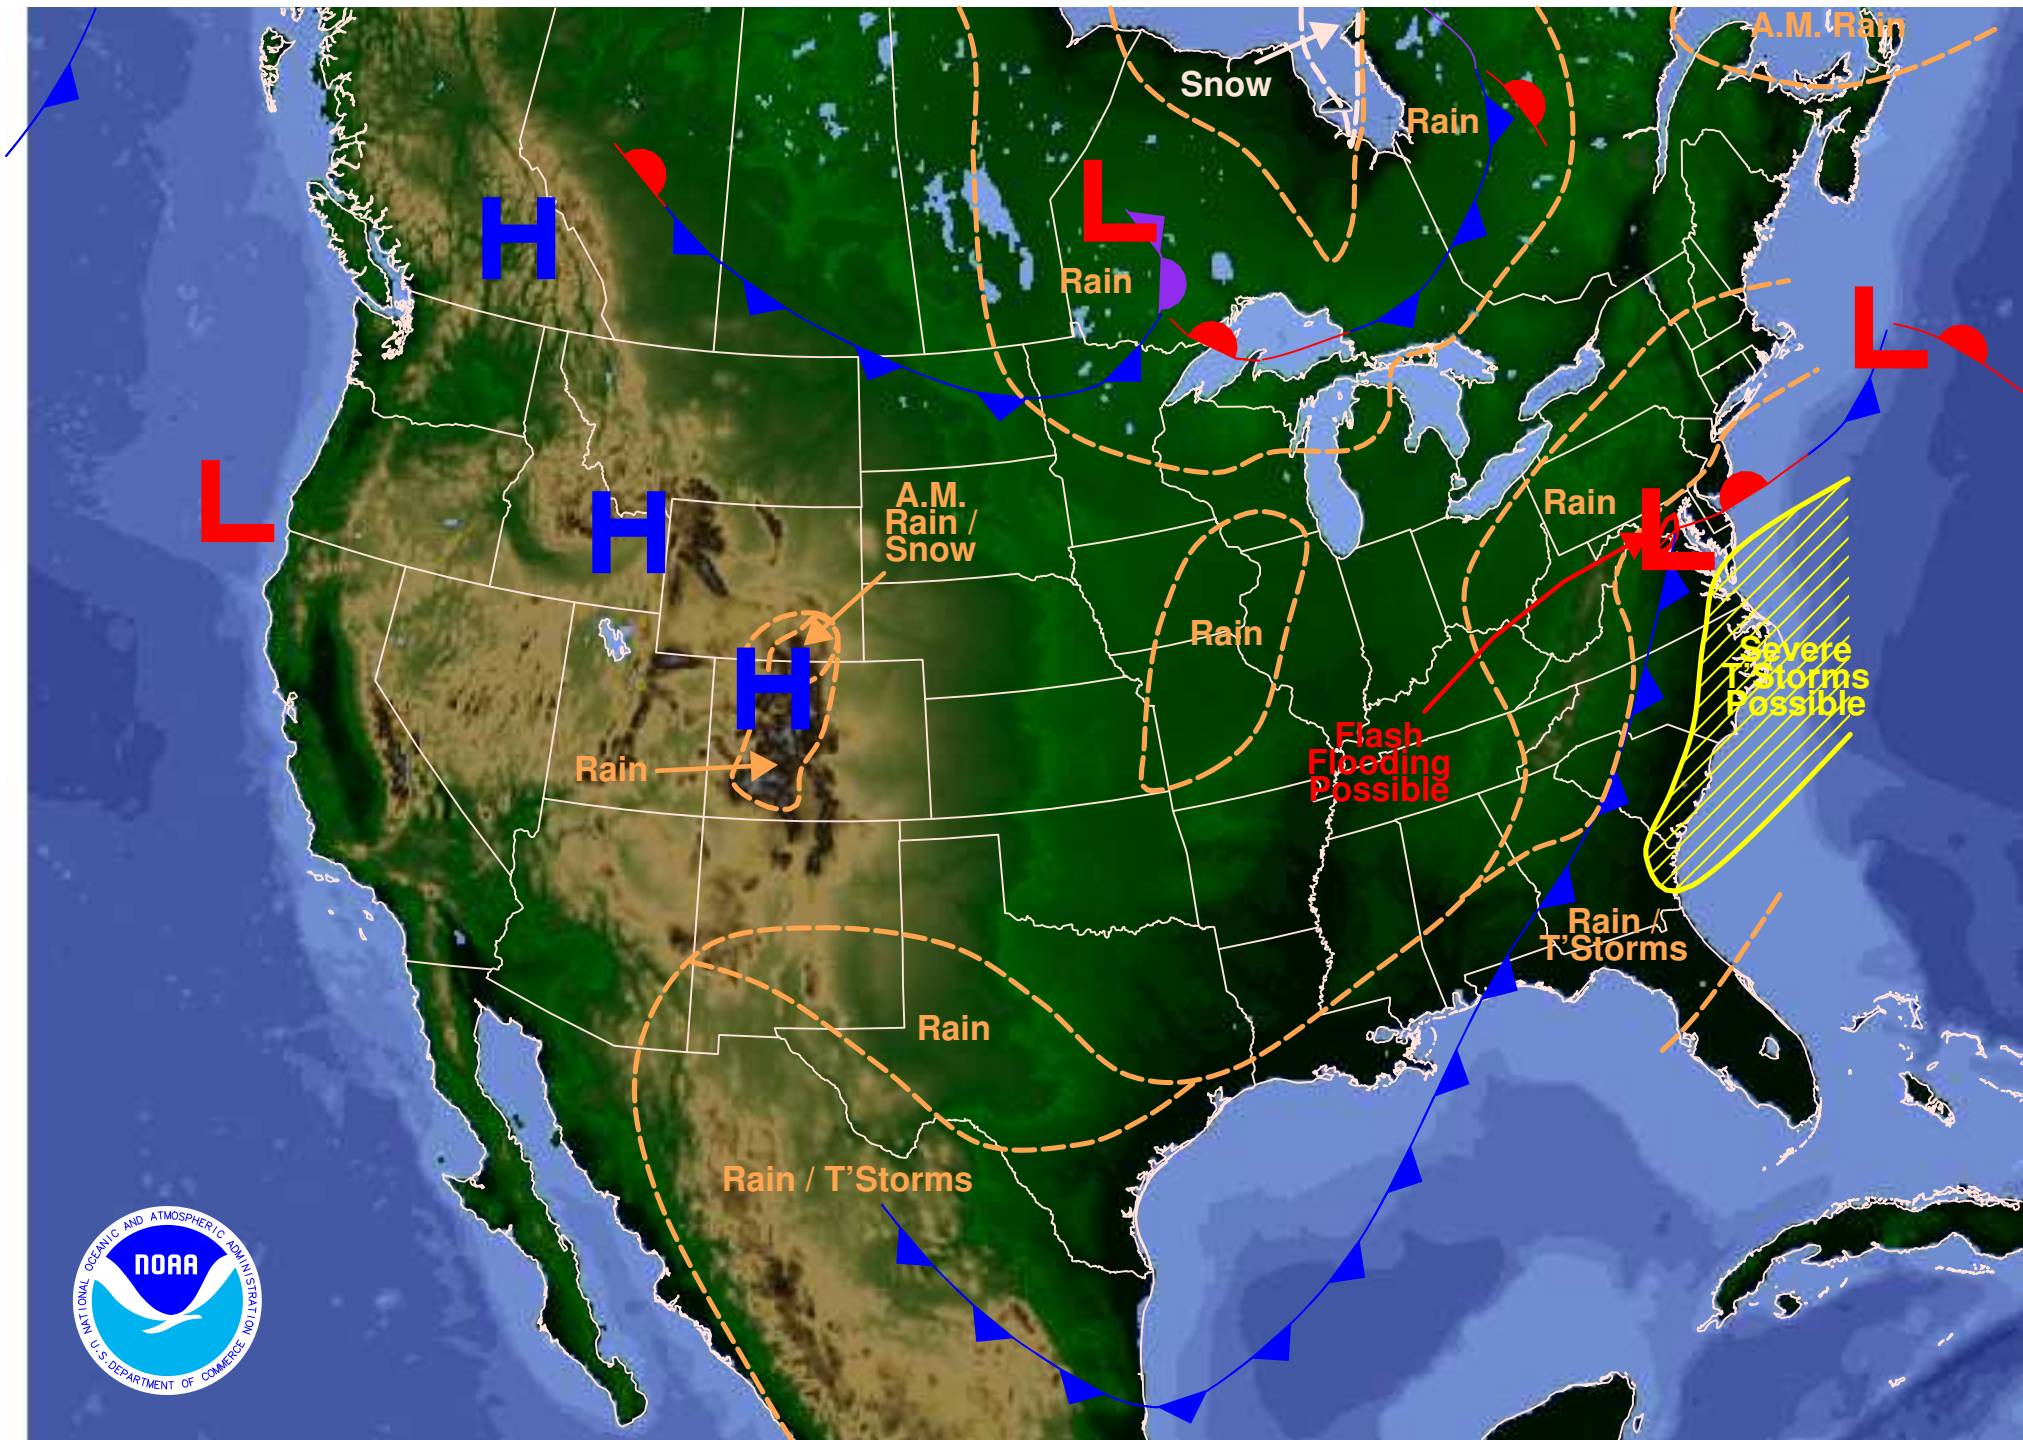 A.M. Rain
Snow
Rain
H
L
Rain
L
L
A.M.
Rain /
Snow
H
Rain
L
Rain
H
Severe
T'Storms
Possible
Rain
Flash
Flooding
Possible
Rain /
T'Storms
Rain
Rain / T'Storms
NATIONAL OCEANIC AND ATMOSPHERIC ADMINISTRATION
NOAA
U.S. DEPARTMENT OF COMMERCE